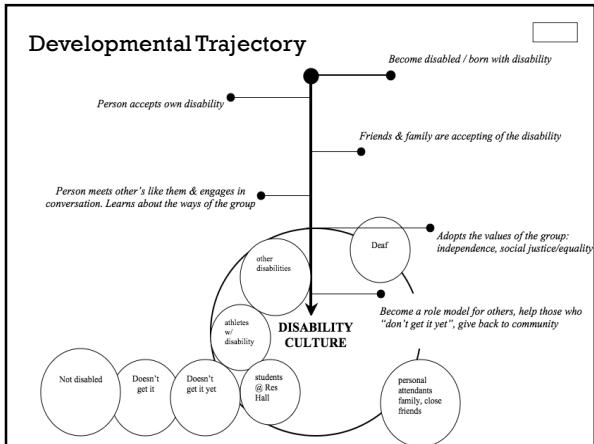 Developmental Trajectory
Become disabled / born with disability
Person accepts own disability
Friends & family are accepting of the disability
Person meets other's like them & engages in
conversation. Learns about the ways of the group
Adopts the values of the group:
independence, social justice/equality
Deaf
other
disabilities
Become a role model for others, help those who
"don't get it yet", give back to community
athletes
w/
disability
DISABILITY
CULTURE
Not disabled
Doesn't
get it
Doesn't
get it yet
students
@ Res
Hall
personal
attendants
family, close
friends